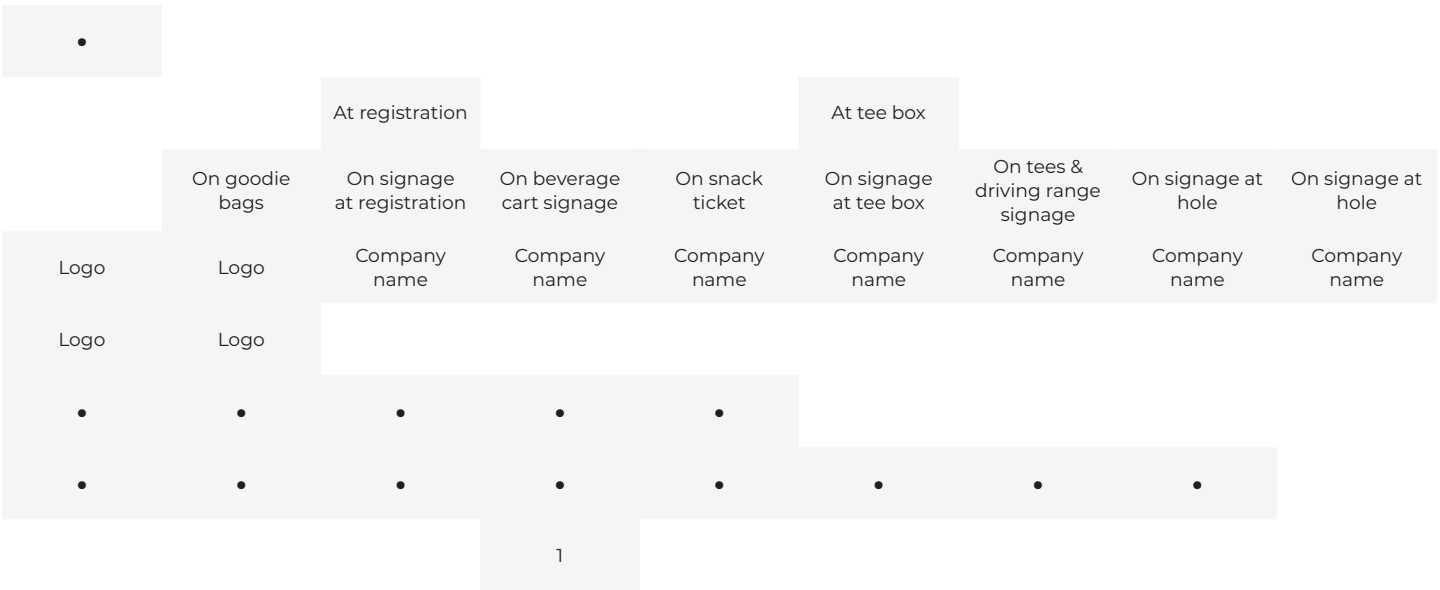 •
At registration
At tee box
On goodie
bags
On signage
at registration
On beverage
cart signage
On snack
ticket
On signage
at tee box
On tees &
driving range
signage
On signage at
hole
On signage at
hole
Logo
Logo
Company
name
Company
name
Company
name
Company
name
Company
name
Company
name
Company
name
Logo
Logo
• • • • •
• • • • • • • •
1